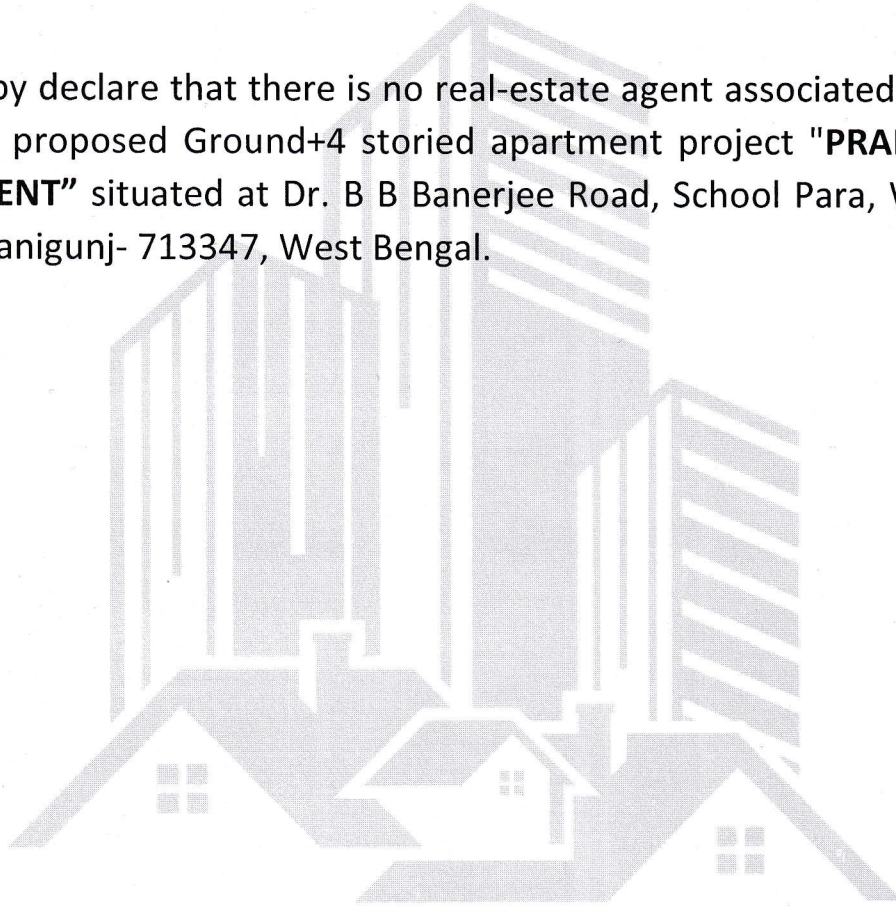 by declare that there is no real-estate agent associated
proposed Ground+4 storied apartment project "PRA
ENT” situated at Dr. B B Banerjee Road, School Para,
anigunj- 713347, West Bengal.